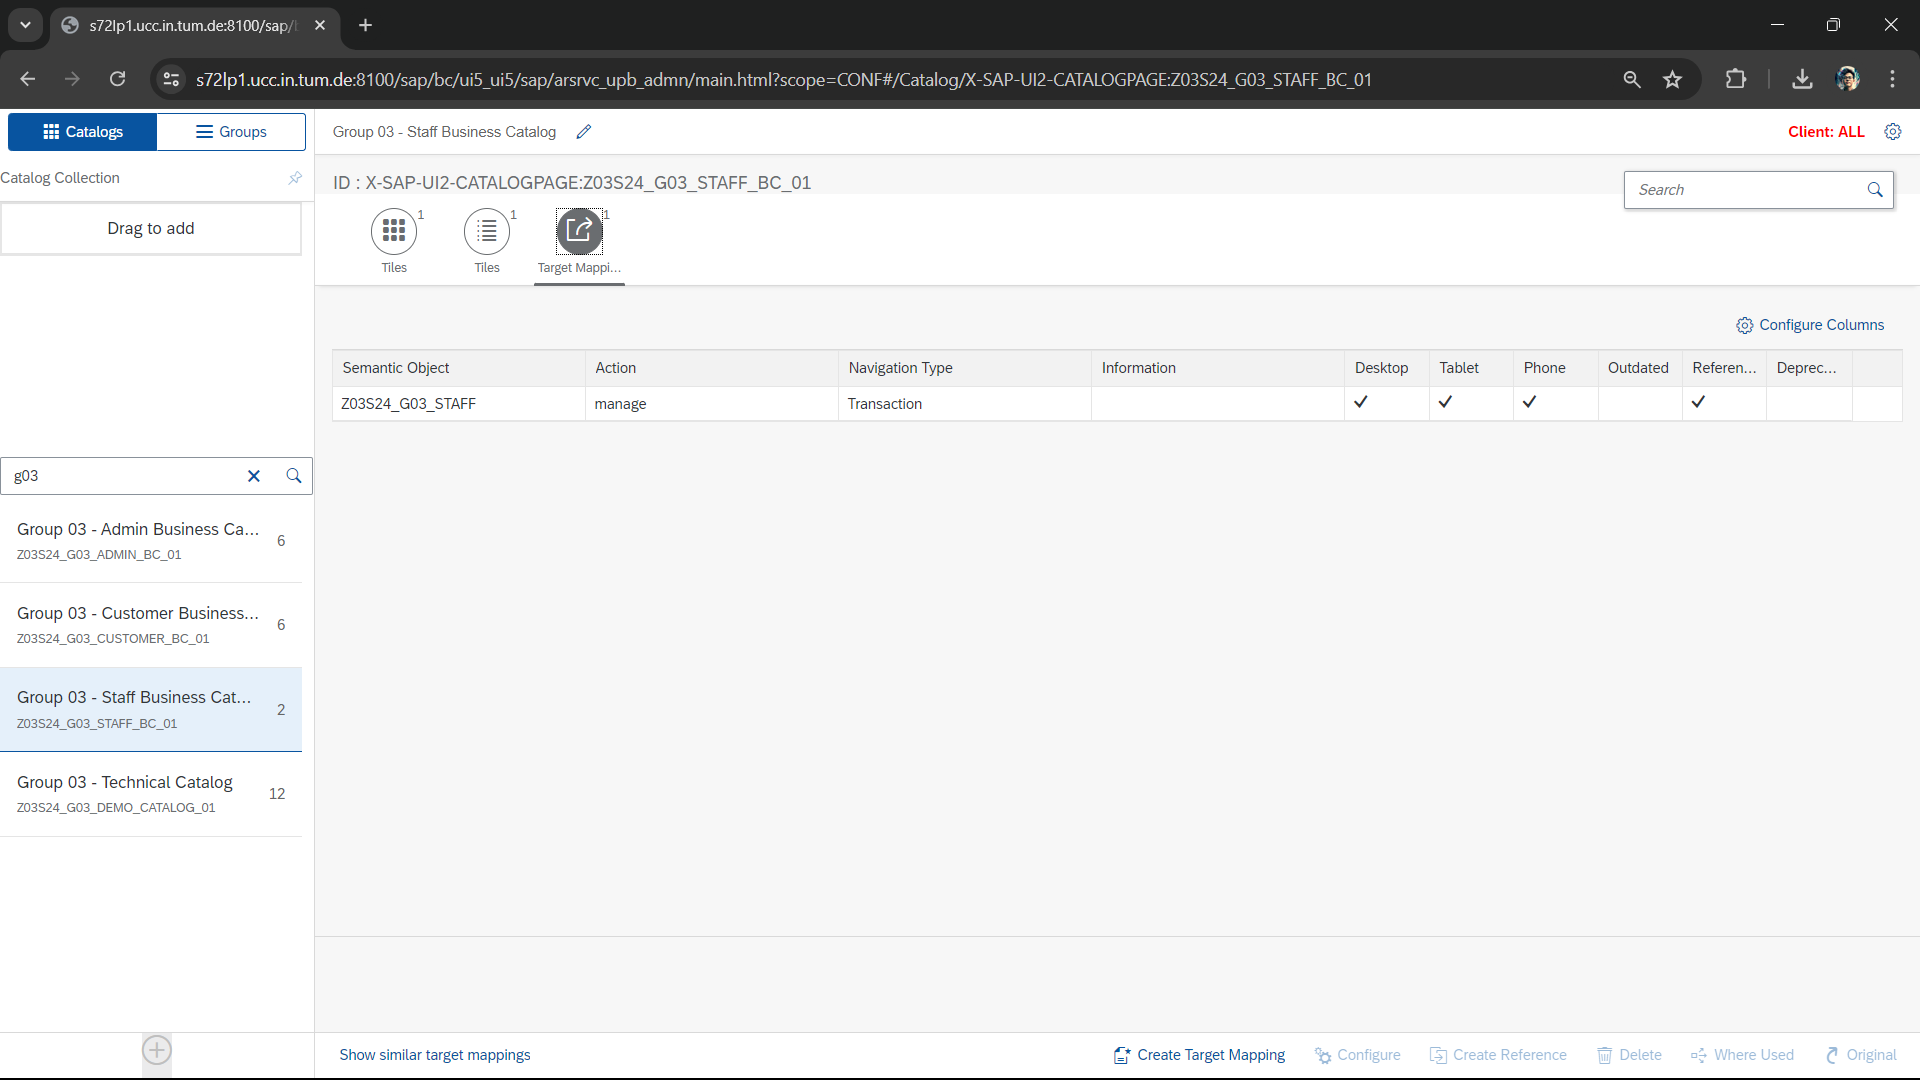 s72lp1.ucc.in.tum.de:8100/sap/b
s72lp1.ucc.in.tum.de:8100/sap/bc/ui5_ui5/sap/arsrvc_upb_admn/main.html?scope=CONF#/Catalog/X-SAP-UI2-CATALOGPAGE:Z03S24_G03_STAFF_BC_01
Catalogs
Groups
Group 03 - Staff Business Catalog
Client: ALL
Catalog Collection
ID : X-SAP-UI2-CATALOGPAGE:Z03S24_G03_STAFF_BC_01
Search
Drag to add
1
1
1
Tiles
Tiles
Target Mappi...
Configure Columns
Semantic Object Action Navigation Type Information Desktop Tablet Phone Outdated Referen... Deprec...
Z03S24_G03_STAFF manage Transaction
g03
Group 03 - Admin Business Ca...
6
Z03S24_G03_ADMIN_BC_01
Group 03 - Customer Business...
6
Z03S24_G03_CUSTOMER_BC_01
Group 03 - Staff Business Cat...
2
Z03S24_G03_STAFF_BC_01
Group 03 - Technical Catalog
12
Z03S24_G03_DEMO_CATALOG_01
Show similar target mappings
Create Target Mapping
Configure
Create Reference
Delete
Where Used
Original